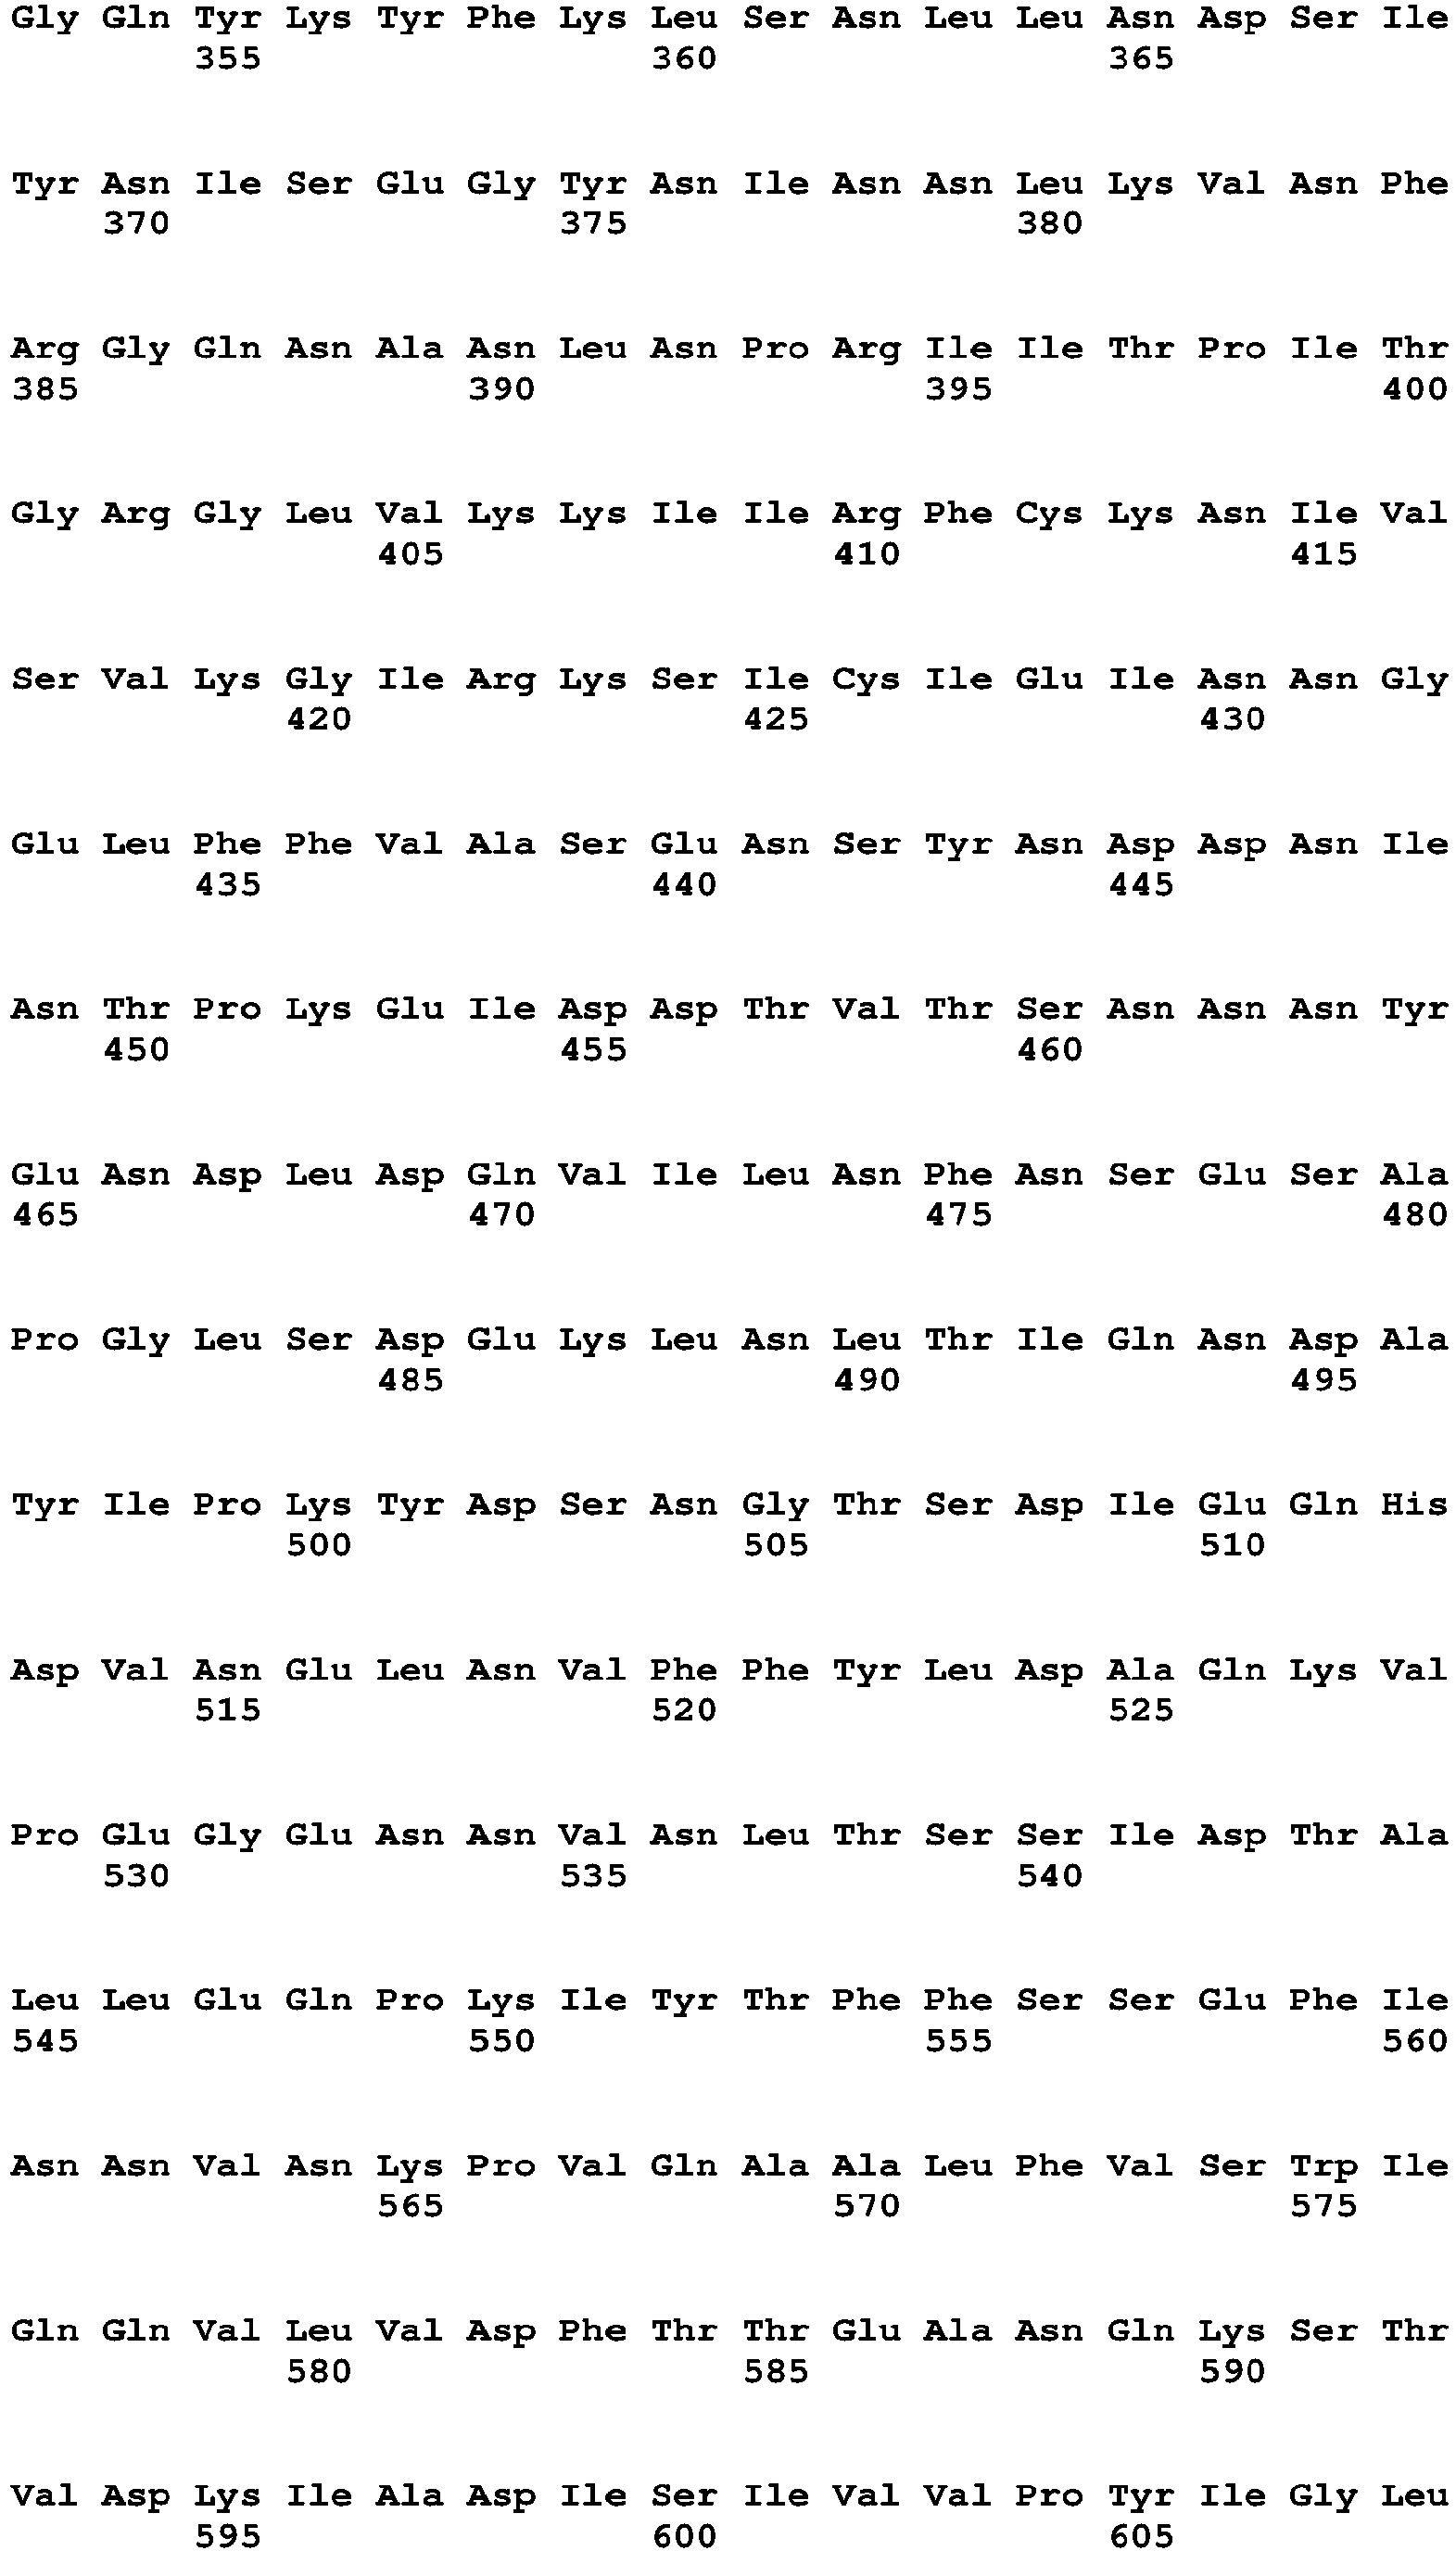 Gly Gln Tyr Lys Tyr Phe Lys Leu Ser Asn Leu Leu Asn Asp Ser Ile
355 360 365
Tyr Asn Ile Ser Glu Gly Tyr Asn Ile Asn Asn Leu Lys Val Asn Phe
370 375 380
Arg Gly Gln Asn Ala Asn Leu Asn Pro Arg Ile Ile Thr Pro Ile Thr
385 390 395 400
Gly Arg Gly Leu Val Lys Lys Ile Ile Arg Phe Cys Lys Asn Ile Val
405 410 415
Ser Val Lys Gly Ile Arg Lys Ser Ile Cys Ile Glu Ile Asn Asn Gly
420 425 430
Glu Leu Phe Phe Val Ala Ser Glu Asn Ser Tyr Asn Asp Asp Asn Ile
435 440 445
Asn Thr Pro Lys Glu Ile Asp Asp Thr Val Thr Ser Asn Asn Asn Tyr
450 455 460
Glu Asn Asp Leu Asp Gln Val Ile Leu Asn Phe Asn Ser Glu Ser Ala
465 470 475 480
Pro Gly Leu Ser Asp Glu Lys Leu Asn Leu Thr Ile Gln Asn Asp Ala
485 490 495
Tyr Ile Pro Lys Tyr Asp Ser Asn Gly Thr Ser Asp Ile Glu Gln His
500 505 510
Asp Val Asn Glu Leu Asn Val Phe Phe Tyr Leu Asp Ala Gln Lys Val
515 520 525
Pro Glu Gly Glu Asn Asn Val Asn Leu Thr Ser Ser Ile Asp Thr Ala
530 535 540
Leu Leu Glu Gln Pro Lys Ile Tyr Thr Phe Phe Ser Ser Glu Phe Ile
545 550 555 560
Asn Asn Val Asn Lys Pro Val Gln Ala Ala Leu Phe Val Ser Trp Ile
565 570 575
Gln Gln Val Leu Val Asp Phe Thr Thr Glu Ala Asn Gln Lys Ser Thr
580 585 590
Val Asp Lys Ile Ala Asp Ile Ser Ile Val Val Pro Tyr Ile Gly Leu
595 600 605